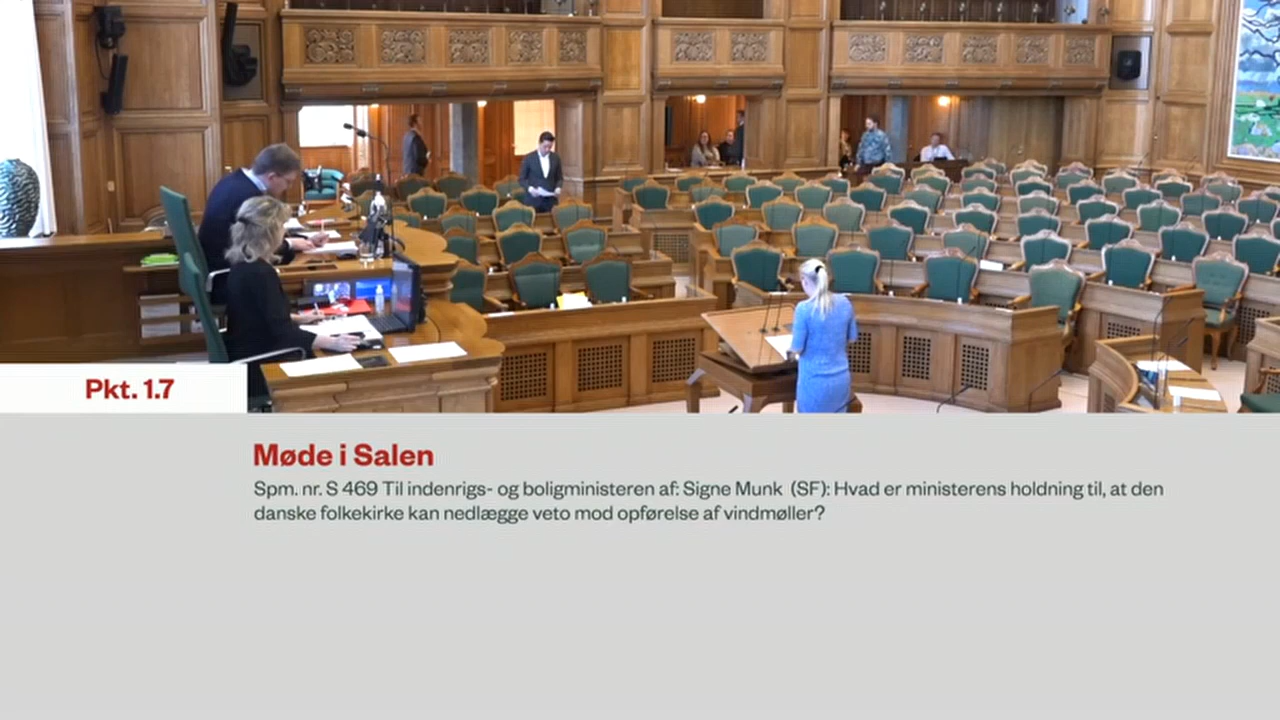 Pkt. 1.7
Møde i Salen
Spm. nr. S 469 Til indenrigs- og boligministeren af: Signe Munk (SF): Hvad er ministerens holdning til, at den
danske folkekirke kan nedlægge veto mod opførelse af vindmøller?